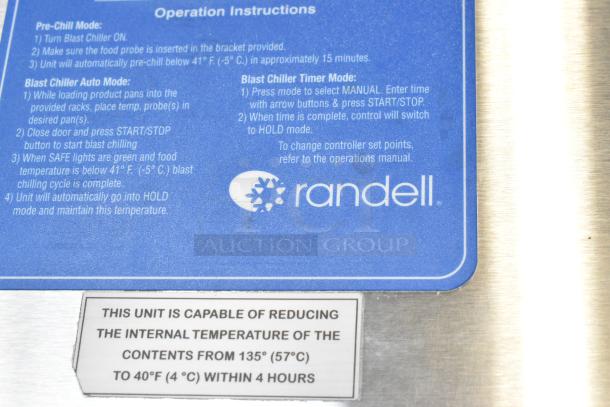 Operation Instructions
Pre-Chill Mode:
1) Turn Blast Chiller ON.
2) Make sure the food probe is inserted in the bracket provided.
3) Unit will automatically pre-chill below 41° F. (-5° C.) in approximately 15 minutes.
Blast Chiller Auto Mode:
1) While loading product pans into the
provided racks, place temp. probe(s) in
desired pan(s).
2) Close door and press START/STOP
button to start blast chilling
3) When SAFE lights are green and food
temperature is below 41° F. (-5° C.) blast
chilling cycle is complete.
4) Unit will automatically go into HOLD
mode and maintain this temperature.
Blast Chiller Timer Mode:
1) Press mode to select MANUAL. Enter time
with arrow buttons & press START/STOP.
2) When time is complete, control will switch
to HOLD mode.
To change controller set points,
refer to the operations manual.
randell®
fci
AUCTION GROUP
THIS UNIT IS CAPABLE OF REDUCING
THE INTERNAL TEMPERATURE OF THE
CONTENTS FROM 135° (57°C)
TO 40°F (4 °C) WITHIN 4 HOURS